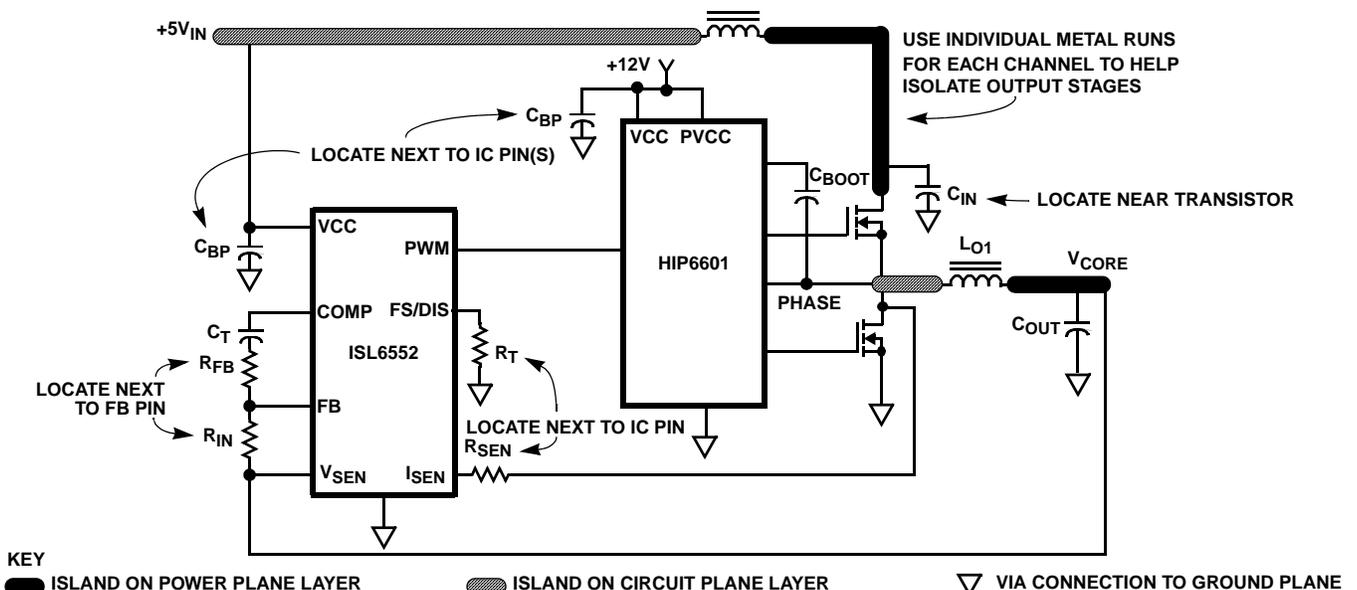 +5VIN
USE INDIVIDUAL METAL RUNS
FOR EACH CHANNEL TO HELP
ISOLATE OUTPUT STAGES
+12V
CBP
VCC PVCC
LOCATE NEXT TO IC PIN(S)
CBOOT
CIN
LOCATE NEAR TRANSISTOR
VCC
CBP
PWM
HIP6601
LO1
VCORE
PHASE
COMP
FS/DIS
COUT
CT
ISL6552
RT
RFB
LOCATE NEXT
TO FB PIN
FB
LOCATE NEXT TO IC PIN
RIN
RSEN
VSEN
ISEN
KEY
ISLAND ON POWER PLANE LAYER
ISLAND ON CIRCUIT PLANE LAYER
VIA CONNECTION TO GROUND PLANE